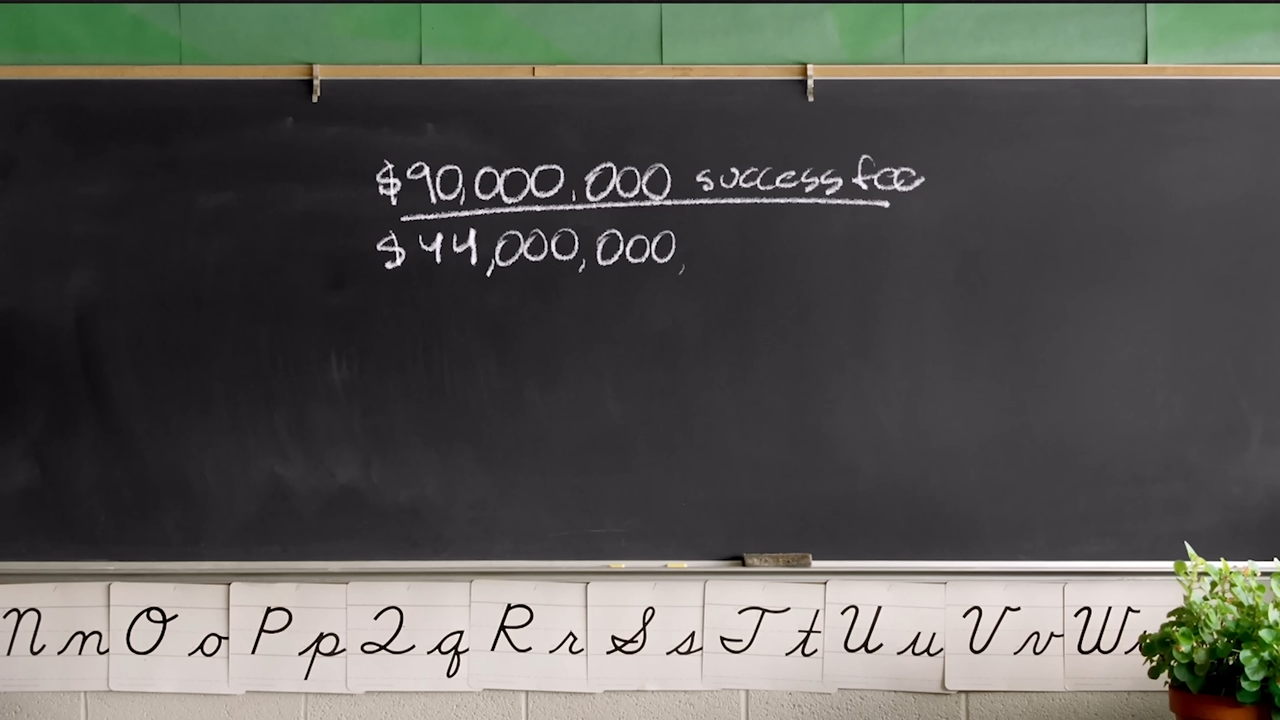 $90,000,000 success fee
$44,000,000,
Nn Oo Pp Qq Rr Ss Tt Uu Vv W